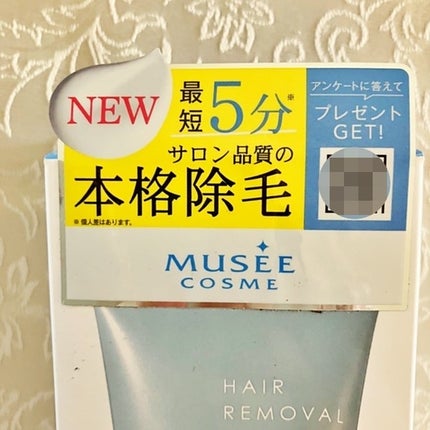 NEW
最短5分※
サロン品質の
本格除毛
※個人差はあります。
アンケートに答えて
プレゼント
GET!
MUSÉE
COSME
HAIR
REMOVAL